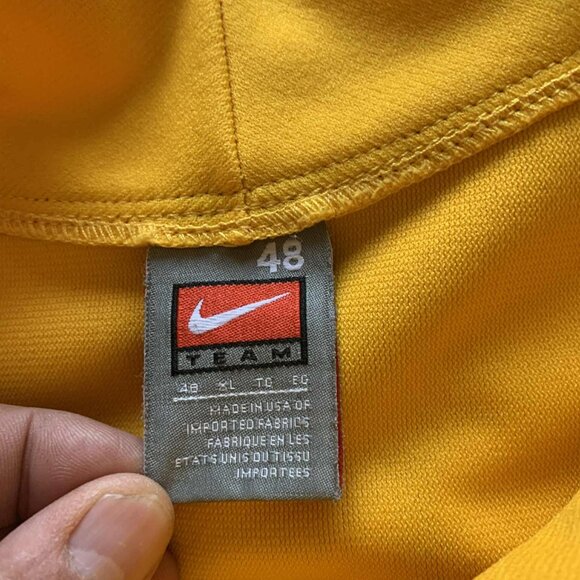 48
TEAM
48 XL TG EG
MADE IN USA OF
IMPORTED FABRICS
FABRIQUE EN LES
ETATS UNIS DU TISSU
IMPORTEES